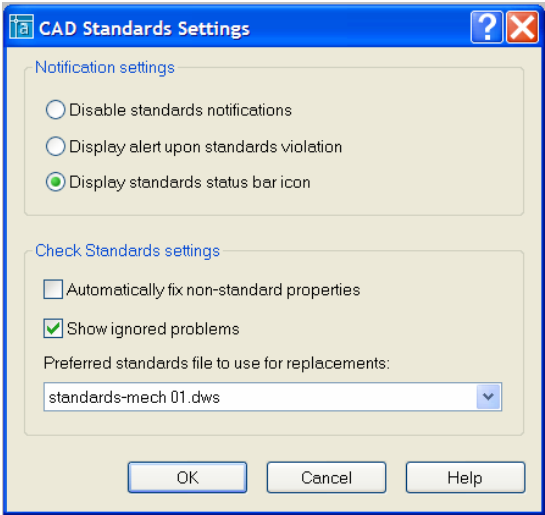 CAD Standards Settings
Notification settings
Disable standards notifications
Display alert upon standards violation
Display standards status bar icon
Check Standards settings
Automatically fix non-standard properties
Show ignored problems
Preferred standards file to use for replacements:
standards-mech 01.dws
OK Cancel Help